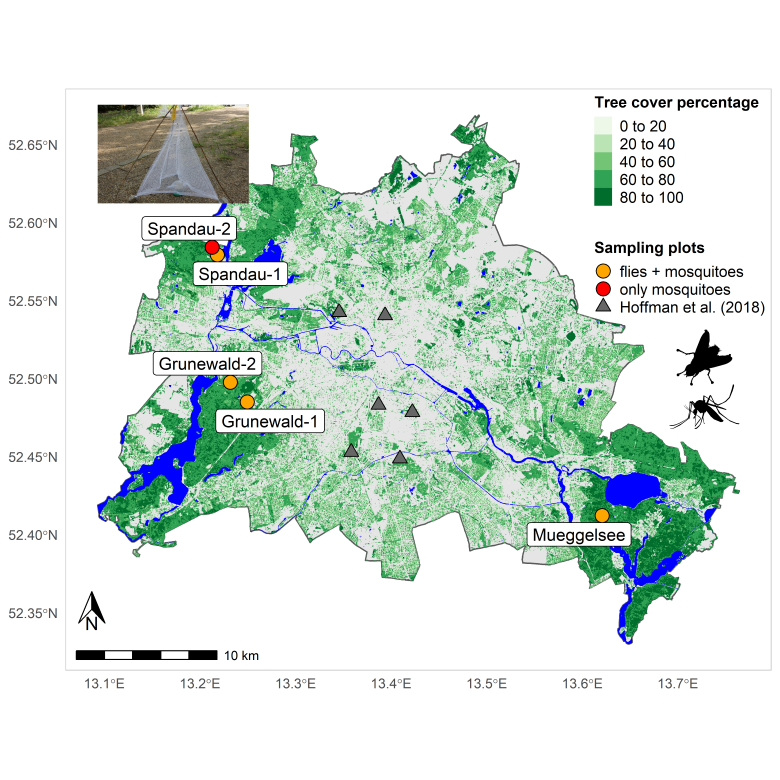 Tree cover percentage
0 to 20
20 to 40
40 to 60
60 to 80
80 to 100
Sampling plots
flies + mosquitoes
only mosquitoes
Hoffman et al. (2018)
Spandau-2
Spandau-1
Grunewald-2
Grunewald-1
Mueggelsee
52.65°N
52.60°N
52.55°N
52.50°N
52.45°N
52.40°N
52.35°N
N
10 km
13.1°E
13.2°E
13.3°E
13.4°E
13.5°E
13.6°E
13.7°E